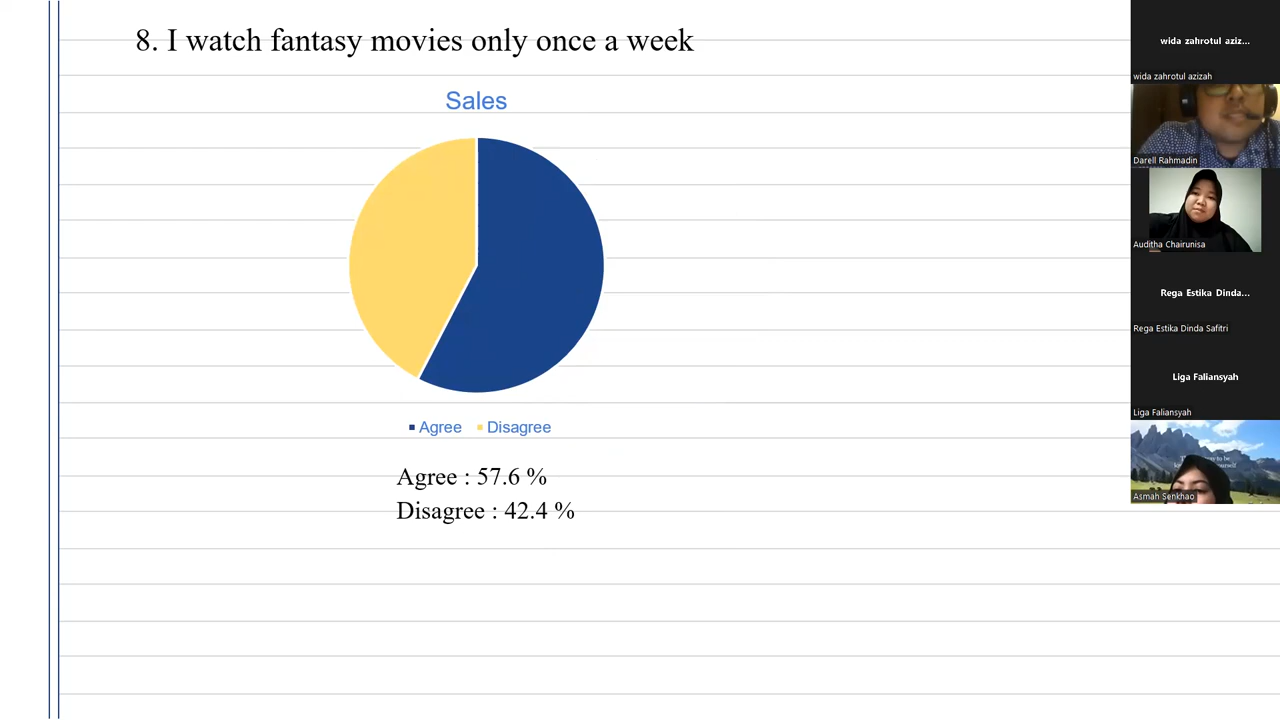 8. I watch fantasy movies only once a week
Sales
Agree Disagree
Agree : 57.6 %
Disagree : 42.4 %
wida zahrotul aziz...
wida zahrotul azizah
Darell Rahmadin
Auditha Chairunisa
Rega Estika Dinda...
Rega Estika Dinda Safitri
Liga Faliansyah
Liga Faliansyah
Asmah Senkhao